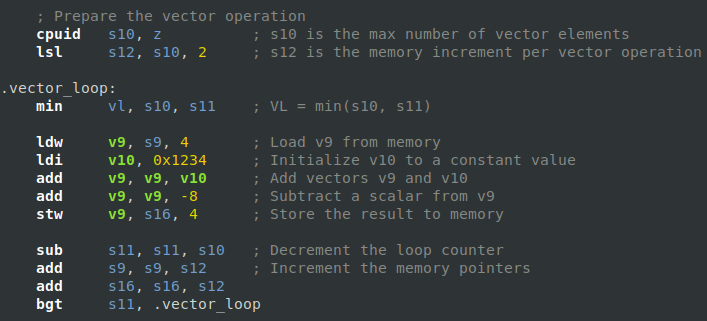 ; Prepare the vector operation
cpuid s10, z ; s10 is the max number of vector elements
lsl s12, s10, 2 ; s12 is the memory increment per vector operation
.vector_loop:
min vl, s10, s11 ; VL = min(s10, s11)
ldw v9, s9, 4 ; Load v9 from memory
ldi v10, 0x1234 ; Initialize v10 to a constant value
add v9, v9, v10 ; Add vectors v9 and v10
add v9, v9, -8 ; Subtract a scalar from v9
stw v9, s16, 4 ; Store the result to memory
sub s11, s11, s10 ; Decrement the loop counter
add s9, s9, s12 ; Increment the memory pointers
add s16, s16, s12
bgt s11, .vector_loop